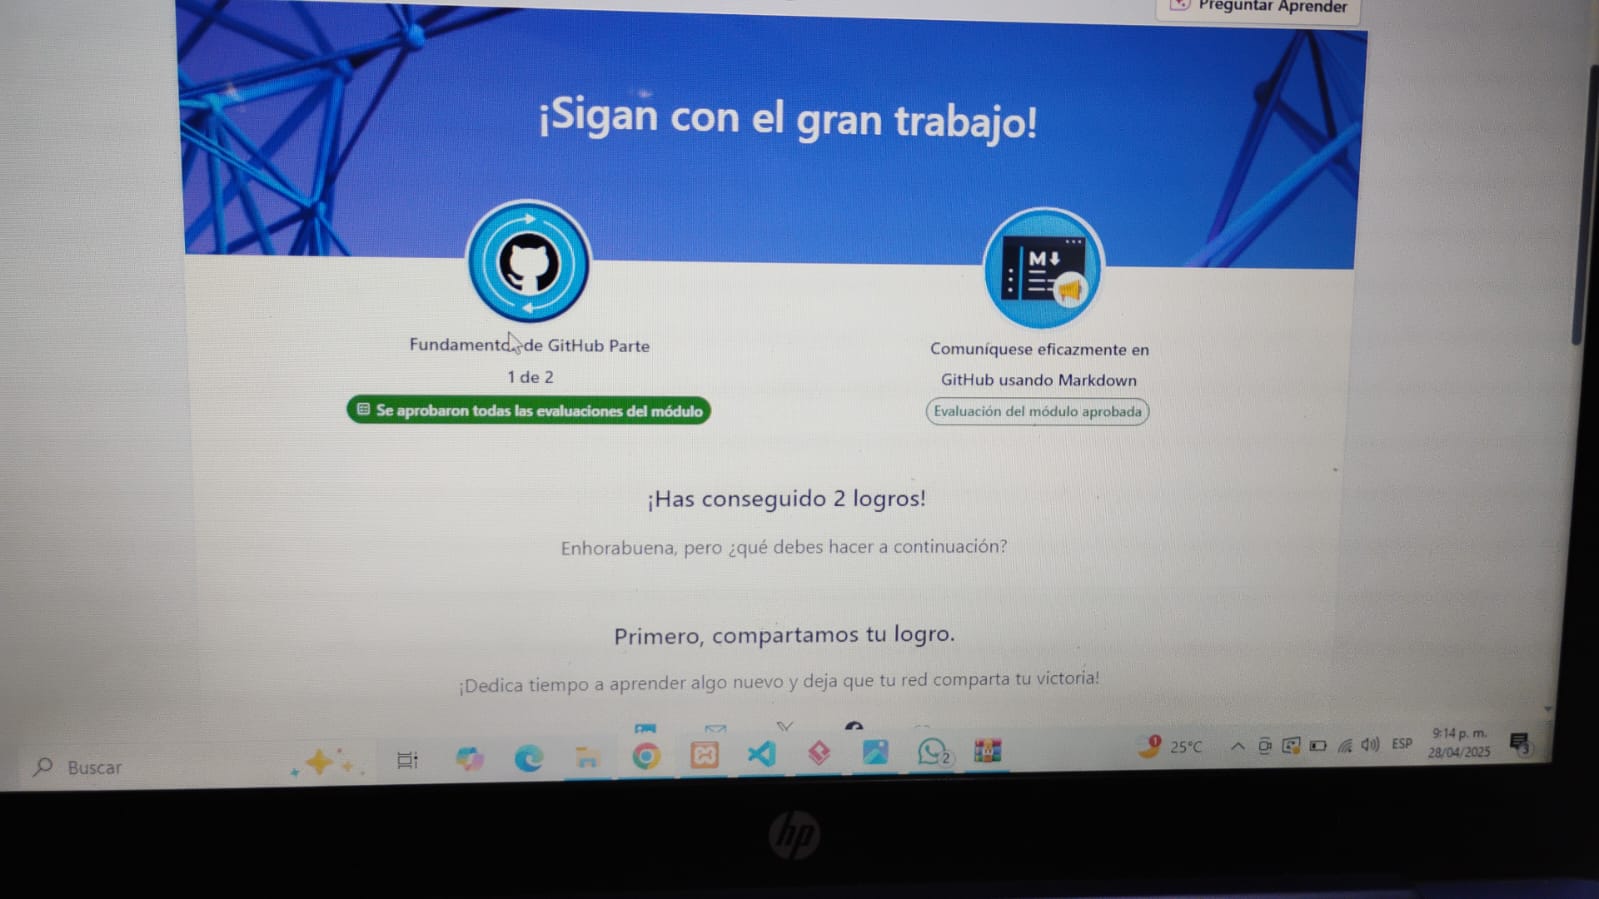 Preguntar Aprender
¡Sigan con el gran trabajo!
M
Fundamentos de GitHub Parte
1 de 2
Se aprobaron todas las evaluaciones del módulo
Comuníquese eficazmente en
GitHub usando Markdown
Evaluación del módulo aprobada
¡Has conseguido 2 logros!
Enhorabuena, pero ¿qué debes hacer a continuación?
Primero, compartamos tu logro.
¡Dedica tiempo a aprender algo nuevo y deja que tu red comparta tu victoria!
Buscar
2
1
25°C
ESP
9:14 p. m.
28/04/2025
3
hp